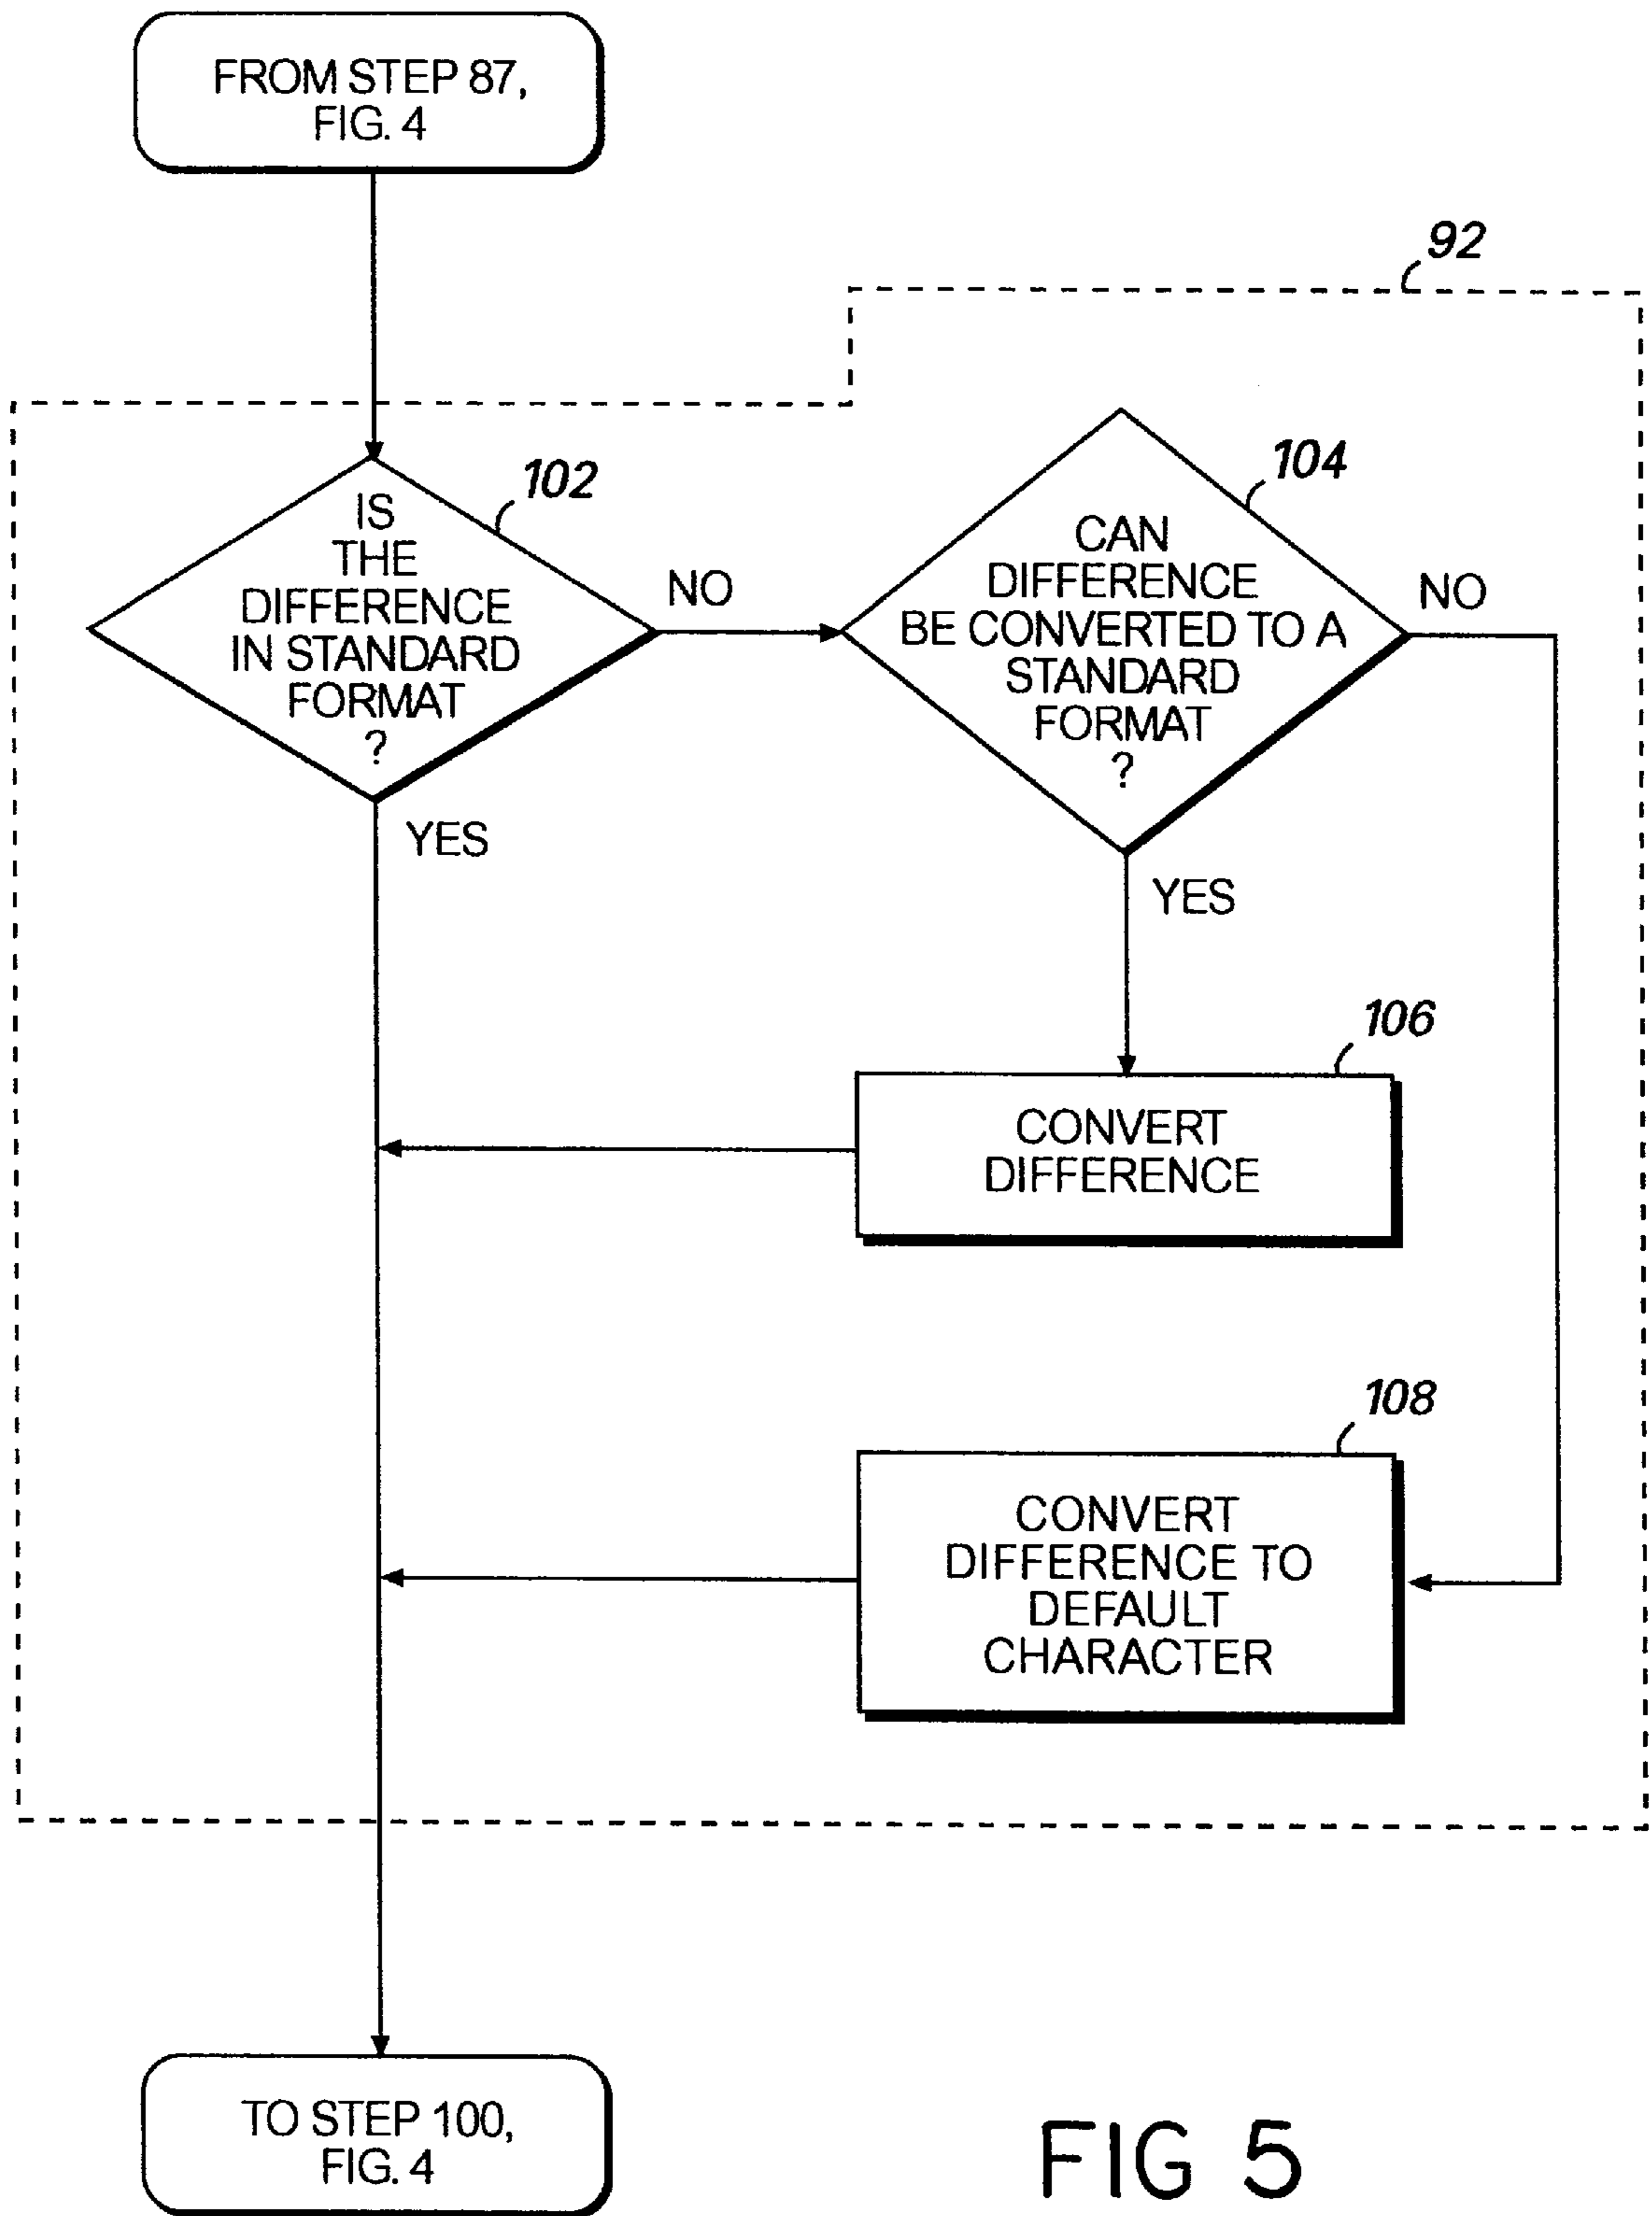 FROM STEP 87,
FIG. 4
92
102
IS
THE
DIFFERENCE
IN STANDARD
FORMAT
?
NO
YES
104
CAN
DIFFERENCE
BE CONVERTED TO A
STANDARD
FORMAT
?
NO
YES
106
CONVERT
DIFFERENCE
108
CONVERT
DIFFERENCE TO
DEFAULT
CHARACTER
TO STEP 100,
FIG. 4
FIG 5